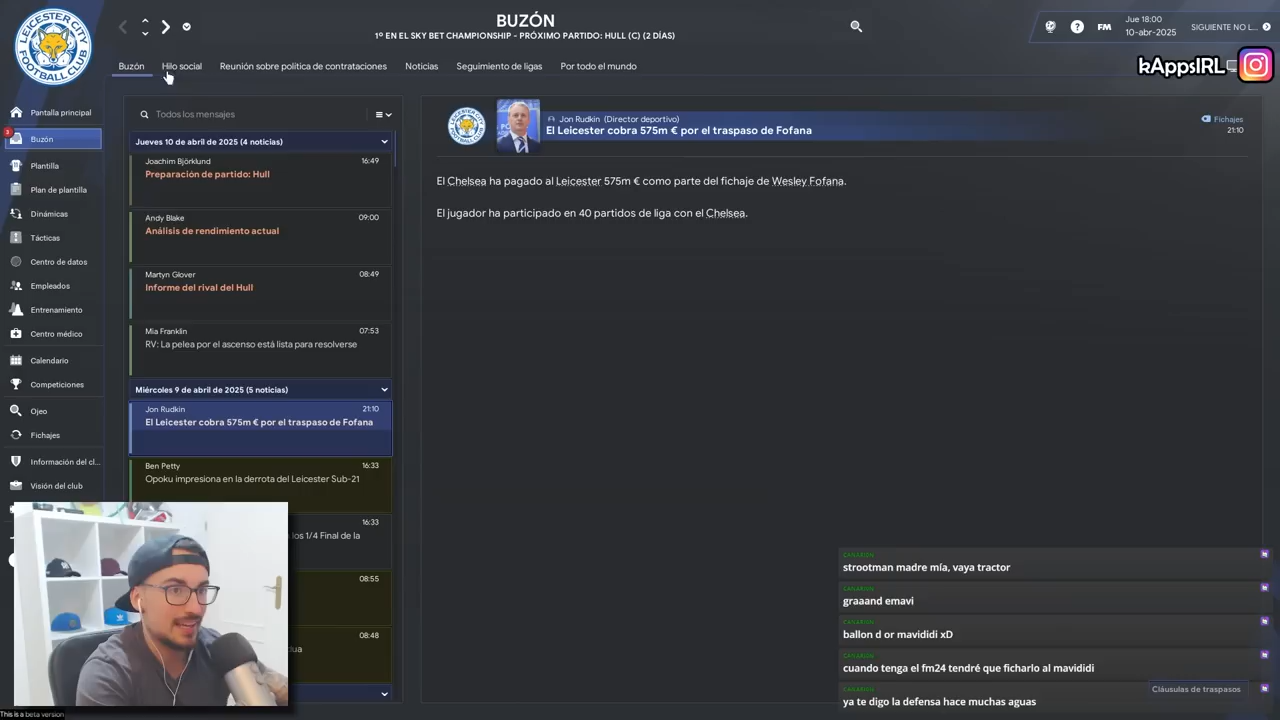 BUZÓN
1º EN EL SKY BET CHAMPIONSHIP - PRÓXIMO PARTIDO: HULL (C) (2 DÍAS)
FM
Jue 18:00
10-abr-2025
SIGUIENTE NO L...
kAppsIRL
LEICESTER CITY
FOOTBALL CLUB
Buzón
Hilo social
Reunión sobre política de contrataciones
Noticias
Seguimiento de ligas
Por todo el mundo
Pantalla principal
3
Buzón
Plantilla
Plan de plantilla
Dinámicas
Tácticas
Centro de datos
Empleados
Entrenamiento
Centro médico
Calendario
Competiciones
Ojeo
Fichajes
Información del cl...
Visión del club
Todos los mensajes
Jueves 10 de abril de 2025 (4 noticias)
Joachim Björklund
16:49
Preparación de partido: Hull
Andy Blake
09:00
Análisis de rendimiento actual
Martyn Glover
08:49
Informe del rival del Hull
Mia Franklin
07:53
RV: La pelea por el ascenso está lista para resolverse
Miércoles 9 de abril de 2025 (5 noticias)
Jon Rudkin
21:10
El Leicester cobra 575m € por el traspaso de Fofana
Ben Petty
16:33
Opoku impresiona en la derrota del Leicester Sub-21
16:33
los 1/4 Final de la
08:55
08:48
dua
Jon Rudkin (Director deportivo)
El Leicester cobra 575m € por el traspaso de Fofana
Fichajes
21:10
El Chelsea ha pagado al Leicester 575m € como parte del fichaje de Wesley Fofana.
El jugador ha participado en 40 partidos de liga con el Chelsea.
CANARION
strootman madre mía, vaya tractor
CANARION
graaand emavi
CANARION
ballon d or mavididi xD
CANARION
cuando tenga el fm24 tendré que ficharlo al mavididi
CANARION
ya te digo la defensa hace muchas aguas
Cláusulas de traspasos
This is a beta version